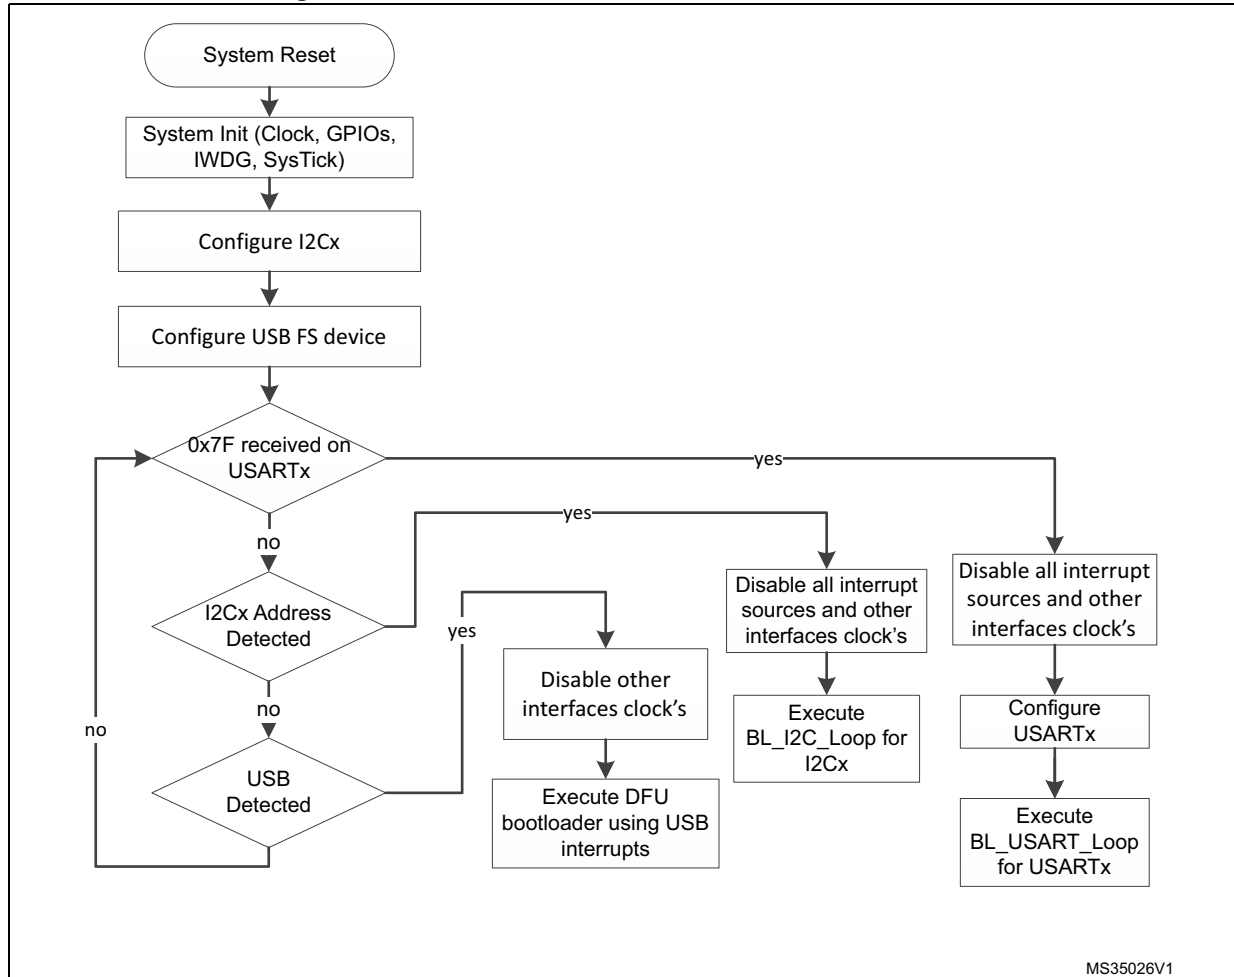 System Reset
System Init (Clock, GPIOs,
IWDG, SysTick)
Configure I2Cx
Configure USB FS device
0x7F received on
USARTx
yes
no
yes
I2Cx Address
Detected
yes
Disable all interrupt
sources and other
interfaces clock's
Disable all interrupt
sources and other
interfaces clock's
Disable other
interfaces clock's
no
no
Execute
BL_I2C_Loop for
I2Cx
Configure
USARTx
USB
Detected
Execute DFU
bootloader using USB
interrupts
Execute
BL_USART_Loop
for USARTx
MS35026V1